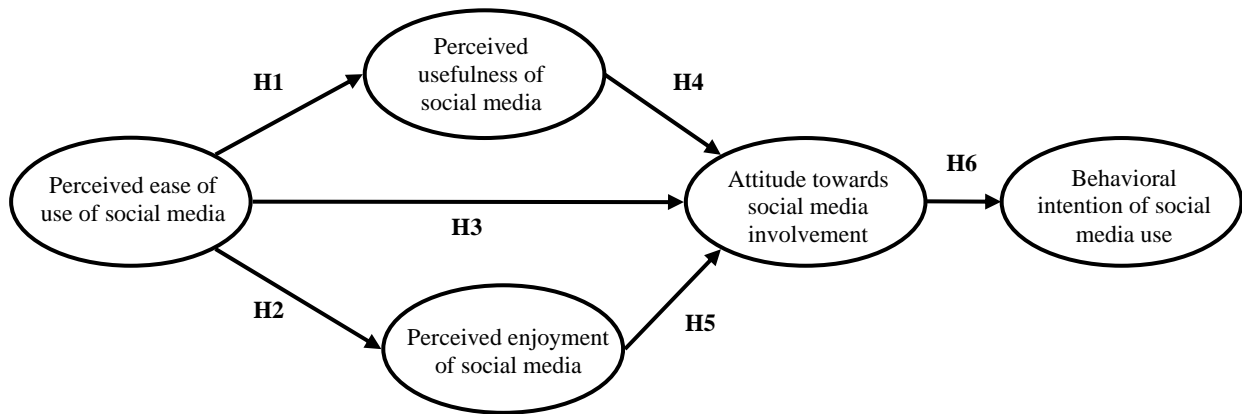 Perceived
usefulness of
social media
H1
H4
Perceived ease of
use of social media
H3
Attitude towards
social media
involvement
H6
Behavioral
intention of social
media use
H2
Perceived enjoyment
of social media
H5